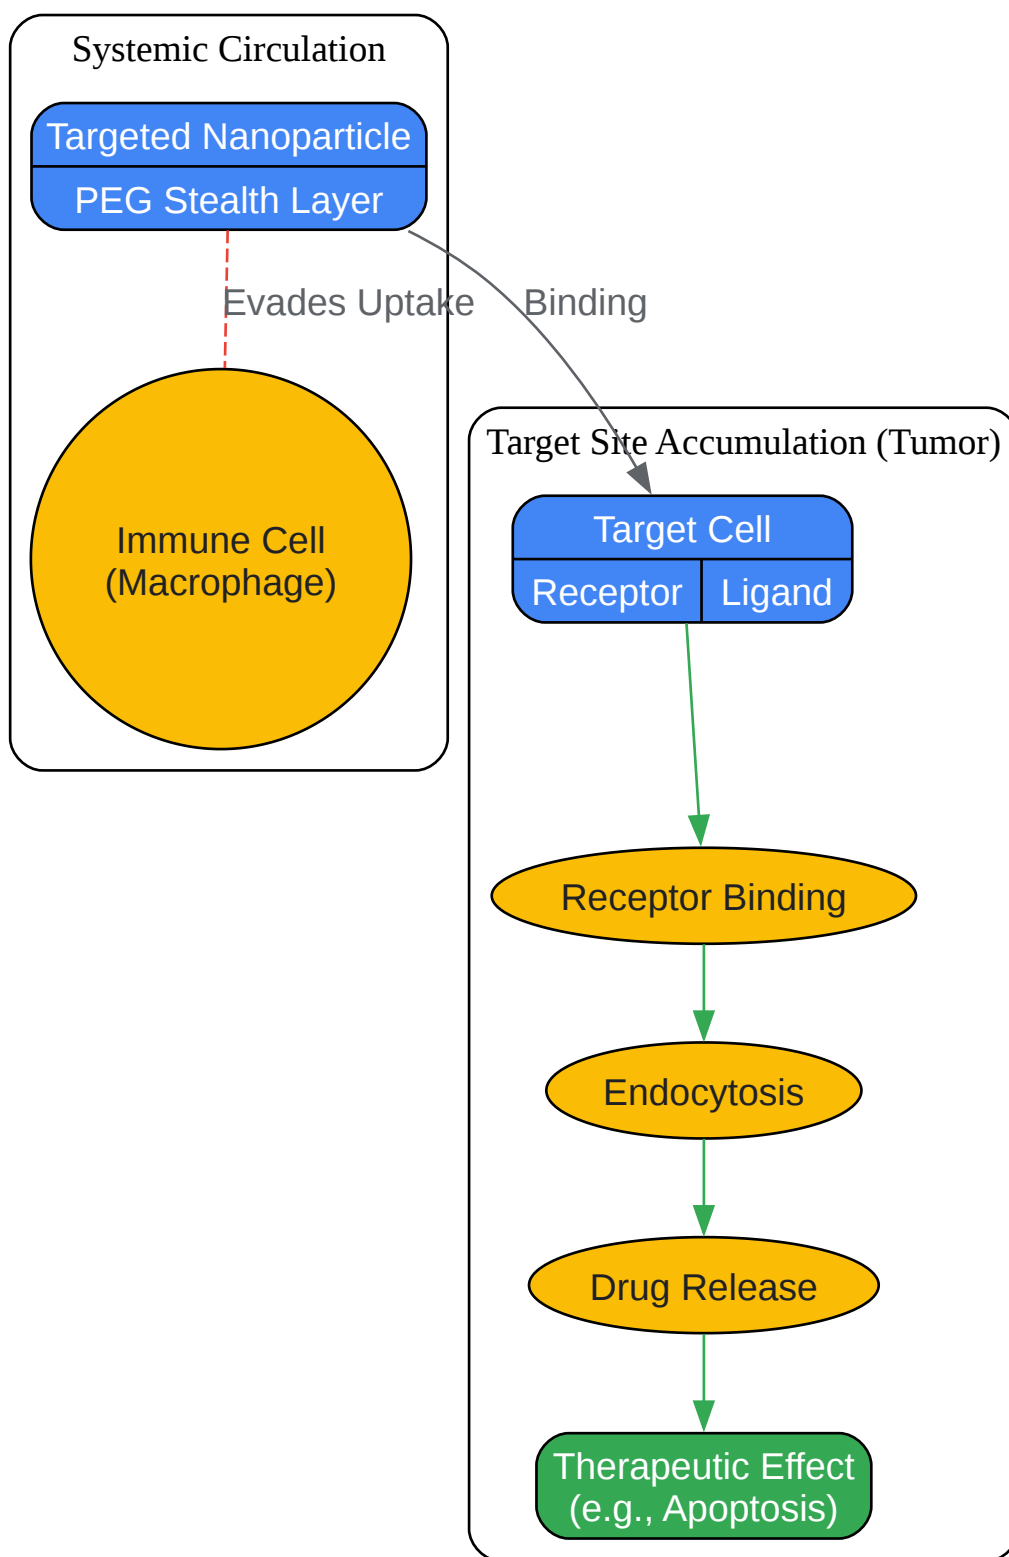 Systemic Circulation
Targeted Nanoparticle
PEG Stealth Layer
Evades Uptake
Binding
Immune Cell
(Macrophage)
Target Site Accumulation (Tumor)
Target Cell
Receptor
Ligand
Receptor Binding
Endocytosis
Drug Release
Therapeutic Effect
(e.g., Apoptosis)